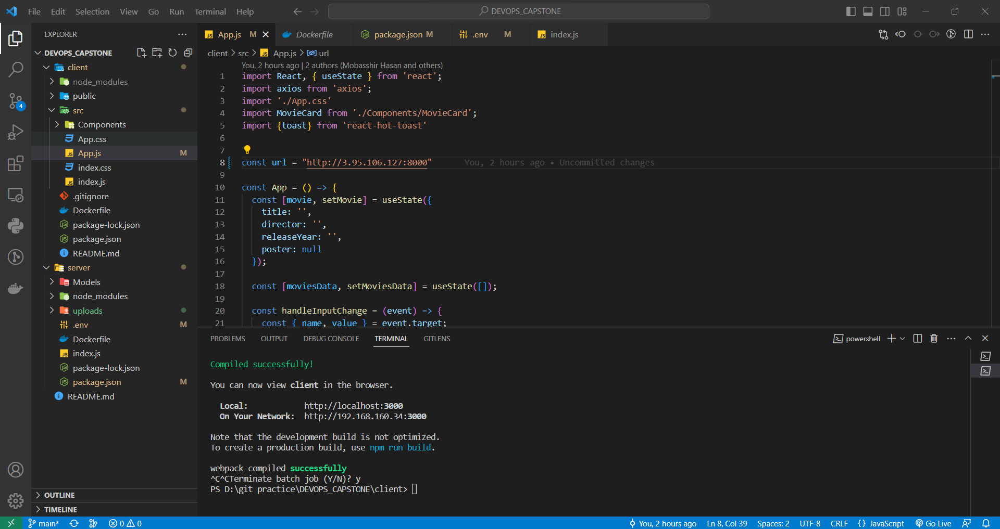 File Edit Selection View Go Run Terminal Help
DEVOPS_CAPSTONE
EXPLORER
DEVOPS_CAPSTONE
client
node_modules
public
src
Components
App.css
App.js M
index.css
index.js
.gitignore
Dockerfile
package-lock.json
package.json
README.md
server
Models
node_modules
uploads
.env M
Dockerfile
index.js
package-lock.json
package.json M
README.md
OUTLINE
TIMELINE
4
App.js M
Dockerfile
package.json M
.env M
index.js
client > src > App.js > url
You, 2 hours ago | 2 authors (Mobasshir Hasan and others)
1 import React, { useState } from 'react';
2 import axios from 'axios';
3 import './App.css'
4 import MovieCard from './Components/MovieCard';
5 import {toast} from 'react-hot-toast'
6
7
8 const url = "http://3.95.106.127:8000" You, 2 hours ago • Uncommitted changes
9
10 const App = () => {
11 const [movie, setMovie] = useState({
12 title: '',
13 director: '',
14 releaseYear: '',
15 poster: null
16 });
17
18 const [moviesData, setMoviesData] = useState([]);
19
20 const handleInputChange = (event) => {
21 const { name, value } = event.target;
PROBLEMS OUTPUT DEBUG CONSOLE TERMINAL GITLENS
powershell
Compiled successfully!
You can now view client in the browser.
Local: http://localhost:3000
On Your Network: http://192.168.160.34:3000
Note that the development build is not optimized.
To create a production build, use npm run build.
webpack compiled successfully
^C^CTerminate batch job (Y/N)? y
PS D:\git practice\DEVOPS_CAPSTONE\client>
main* 0 0 You, 2 hours ago Ln 8, Col 39 Spaces: 2 UTF-8 CRLF {} JavaScript Go Live